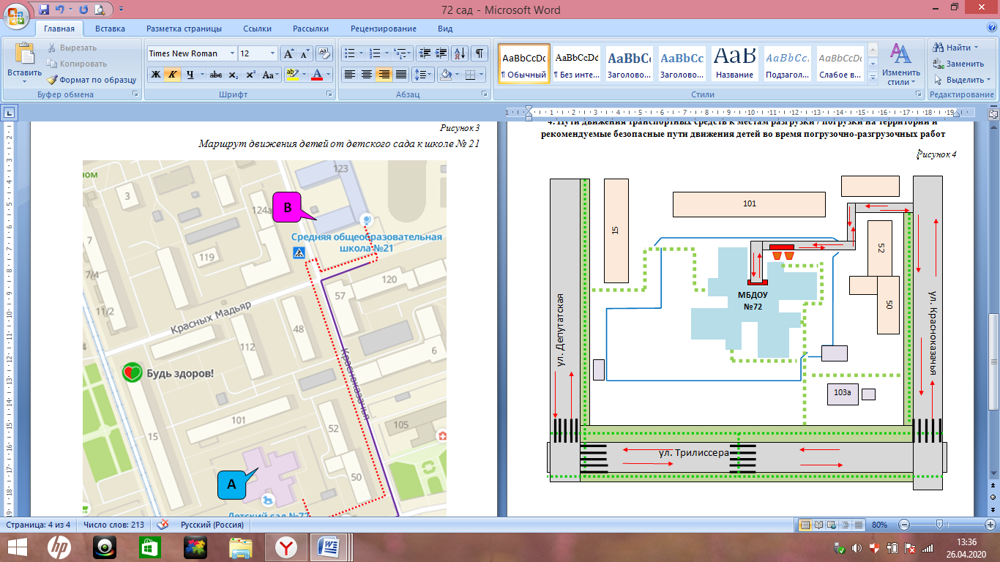 72 сад - Microsoft Word
Главная Вставка Разметка страницы Ссылки Рассылки Рецензирование Вид
Вставить
Вырезать
Копировать
Формат по образцу
Буфер обмена
Times New Roman 12
Ж К Ч abc x₂ x² Aa
Шрифт
Абзац
AaBbCcDc
¶ Обычный
AaBbCcDd
¶ Без инте...
AaBbCc
Заголово...
AaBbCc
Заголово...
AaB
Название
AaBbCc.
Подзагол...
AaBbCcDc
Слабое в...
Стили
Изменить стили
Найти
Заменить
Выделить
Редактирование
Рисунок 3
Маршрут движения детей от детского сада к школе № 21
ном
3
123
124а
B
Средняя общеобразовательная
школа №21
7
119
7/4
120
57
11/2
Красных Мадьяр
48
112
6
Красноказачья
Будь здоров!
101
52
105
15
A
50
Детский сад №72
4. Пути движения транспортных средств к местам разгрузки / погрузки на территории и
рекомендуемые безопасные пути движения детей во время погрузочно-разгрузочных работ
Рисунок 4
15
101
52
50
МБДОУ
№72
ул. Депутатская
ул. Красноказачья
103а
ул. Трилиссера
Страница: 4 из 4 Число слов: 213 Русский (Россия) 80%
13:36
26.04.2020